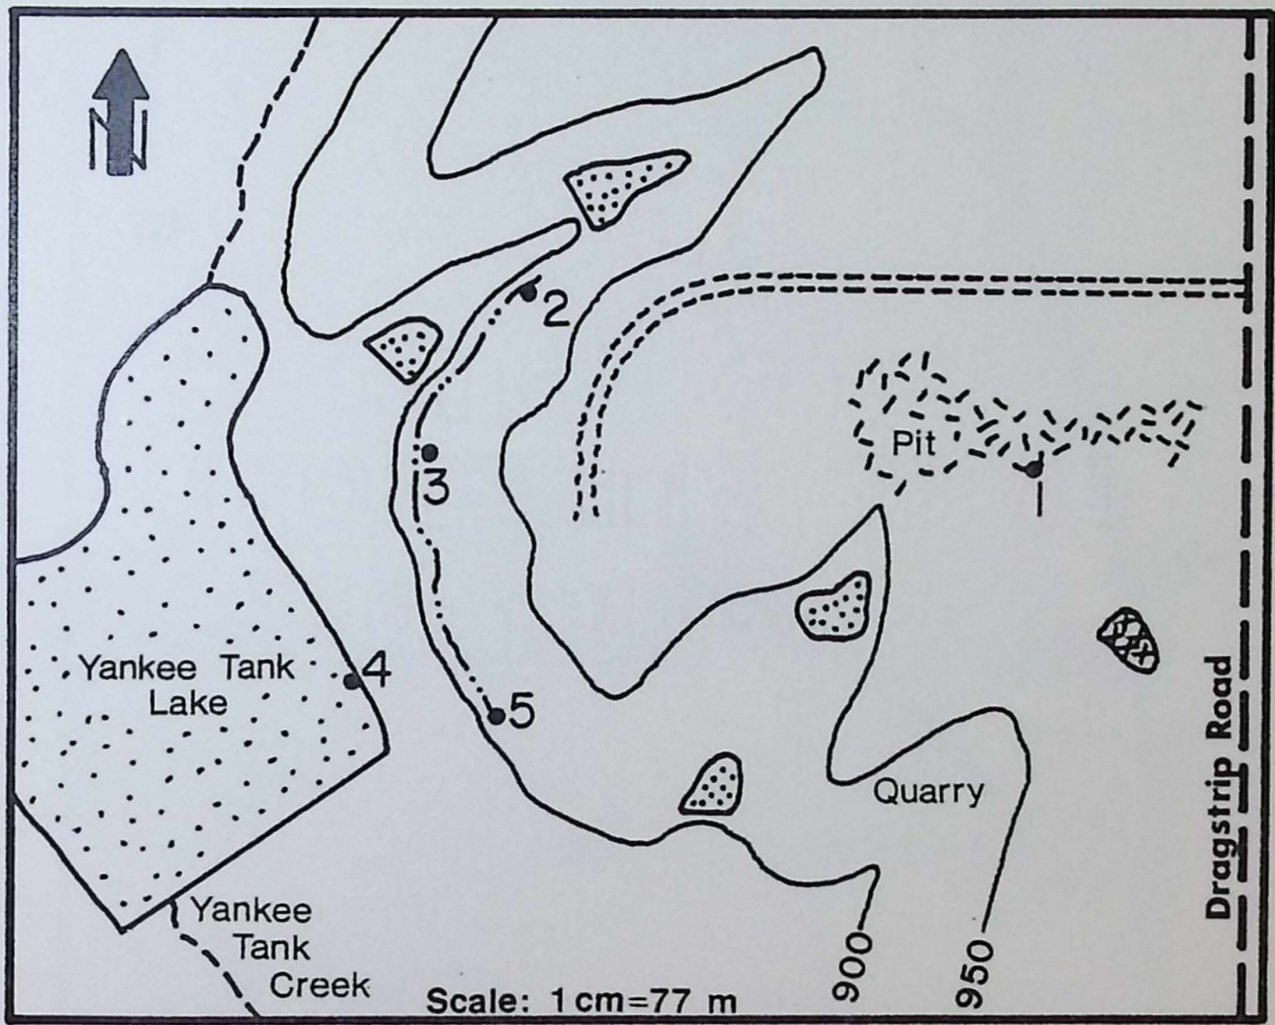 N
2
3
Pit
1
Yankee Tank
Lake
4
5
Quarry
Dragstrip Road
Yankee
Tank
Creek
900
950
Scale: 1 cm=77 m